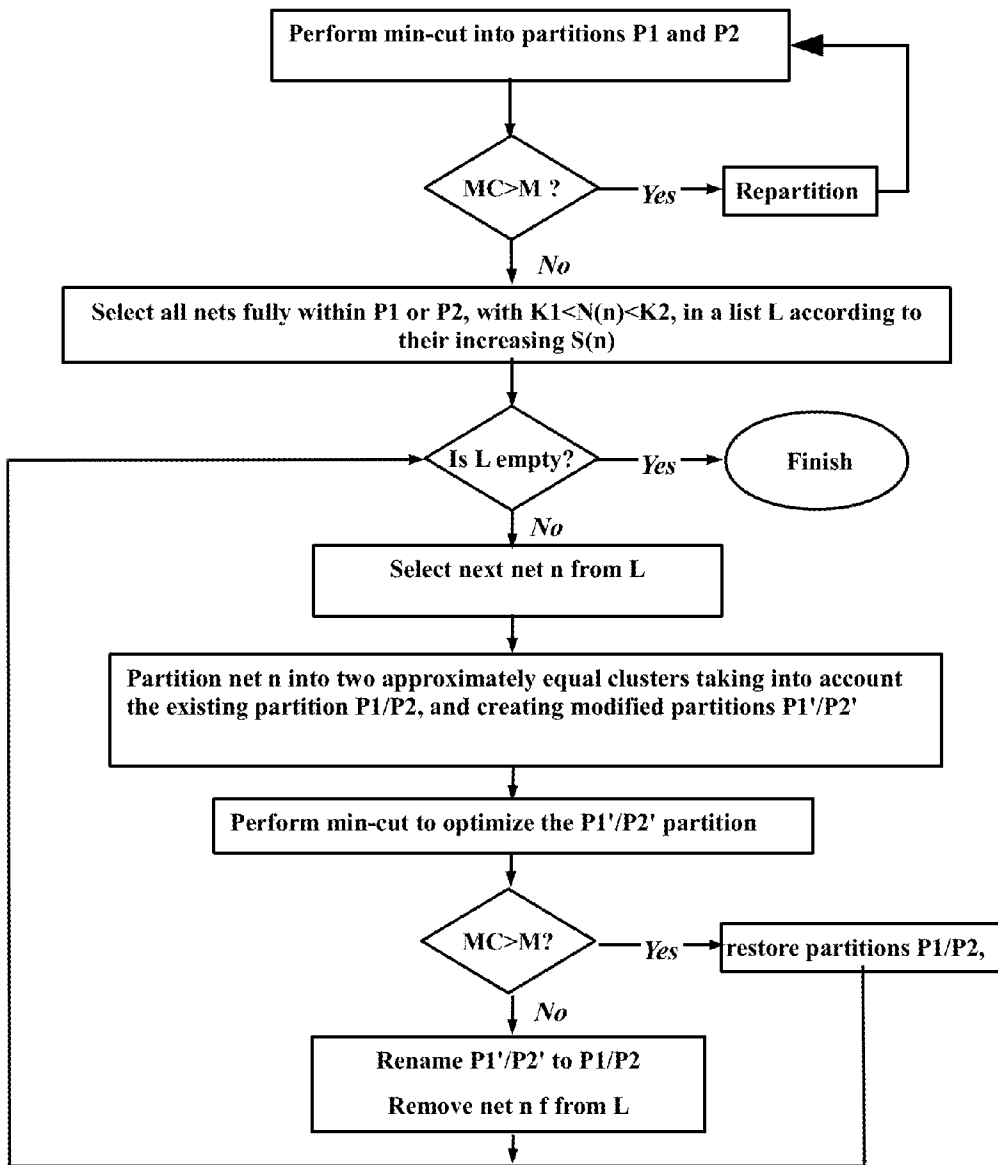 Perform min-cut into partitions P1 and P2
MC>M ?
Yes
Repartition
No
Select all nets fully within P1 or P2, with K1<N(n)<K2, in a list L according to
their increasing S(n)
Is L empty?
Yes
Finish
No
Select next net n from L
Partition net n into two approximately equal clusters taking into account
the existing partition P1/P2, and creating modified partitions P1'/P2'
Perform min-cut to optimize the P1'/P2' partition
MC>M?
Yes
restore partitions P1/P2,
No
Rename P1'/P2' to P1/P2
Remove net n f from L